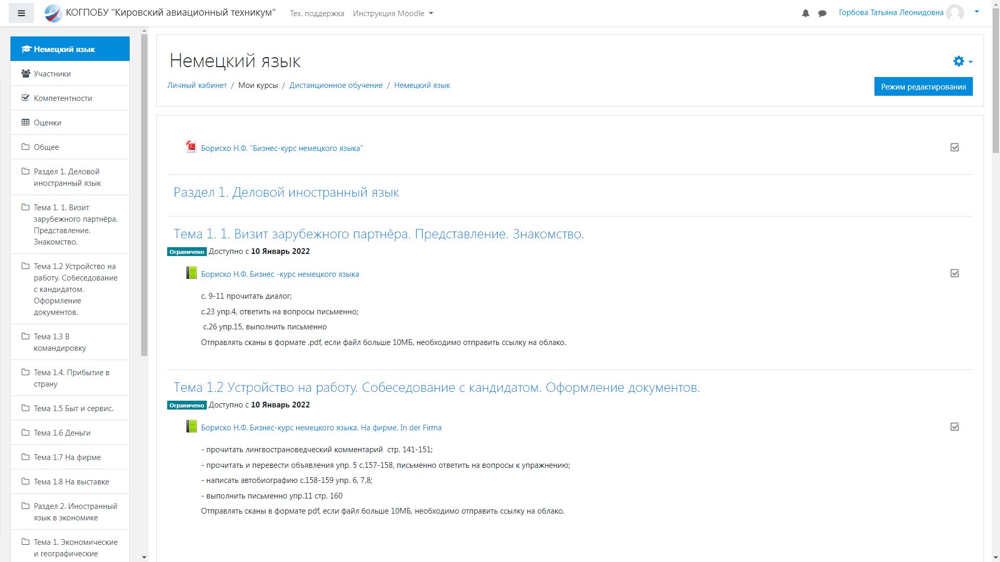 КОГПОБУ "Кировский авиационный техникум"
Тех. поддержка
Инструкция Moodle
Горбова Татьяна Леонидовна
Немецкий язык
Участники
Компетентности
Оценки
Общее
Раздел 1. Деловой
иностранный язык
Тема 1. 1. Визит
зарубежного партнёра.
Представление.
Знакомство.
Тема 1.2 Устройство на
работу. Собеседование
с кандидатом.
Оформление
документов.
Тема 1.3 В
командировку
Тема 1.4. Прибытие в
страну
Тема 1.5 Быт и сервис.
Тема 1.6 Деньги
Тема 1.7 На фирме
Тема 1.8 На выставке
Раздел 2. Иностранный
язык в экономике
Тема 1. Экономические
и географические
Немецкий язык
Личный кабинет / Мои курсы / Дистанционное обучение / Немецкий язык
Режим редактирования
Бориско Н.Ф. "Бизнес-курс немецкого языка"
Раздел 1. Деловой иностранный язык
Тема 1. 1. Визит зарубежного партнёра. Представление. Знакомство.
Ограничено Доступно с 10 Январь 2022
Бориско Н.Ф. Бизнес -курс немецкого языка
с. 9-11 прочитать диалог;
с.23 упр.4, ответить на вопросы письменно;
с.26 упр.15, выполнить письменно
Отправлять сканы в формате .pdf, если файл больше 10МБ, необходимо отправить ссылку на облако.
Тема 1.2 Устройство на работу. Собеседование с кандидатом. Оформление документов.
Ограничено Доступно с 10 Январь 2022
Бориско Н.Ф. Бизнес-курс немецкого языка. На фирме. In der Firma
- прочитать лингвострановедческий комментарий  стр. 141-151;
- прочитать и перевести объявления упр. 5 с.157-158, письменно ответить на вопросы к упражнению;
- написать автобиографию с.158-159 упр. 6, 7,8;
- выполнить письменно упр.11 стр. 160
Отправлять сканы в формате pdf, если файл больше 10МБ, необходимо отправить ссылку на облако.